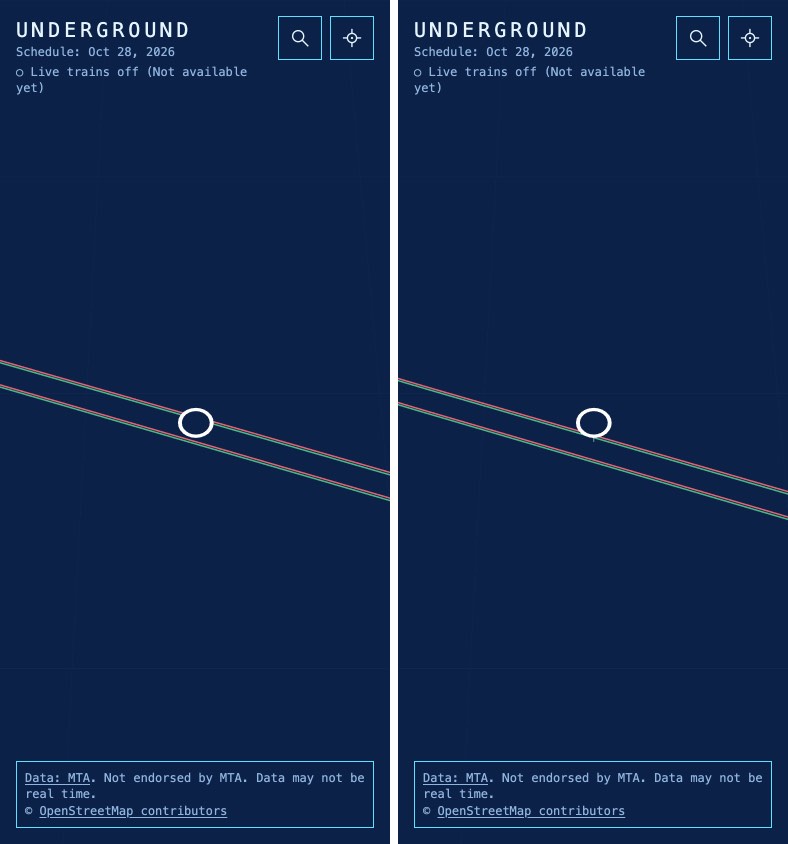 UNDERGROUND
Schedule: Oct 28, 2026
○ Live trains off (Not available
yet)
Data: MTA. Not endorsed by MTA. Data may not be
real time.
© OpenStreetMap contributors
UNDERGROUND
Schedule: Oct 28, 2026
○ Live trains off (Not available
yet)
Data: MTA. Not endorsed by MTA. Data may not be
real time.
© OpenStreetMap contributors